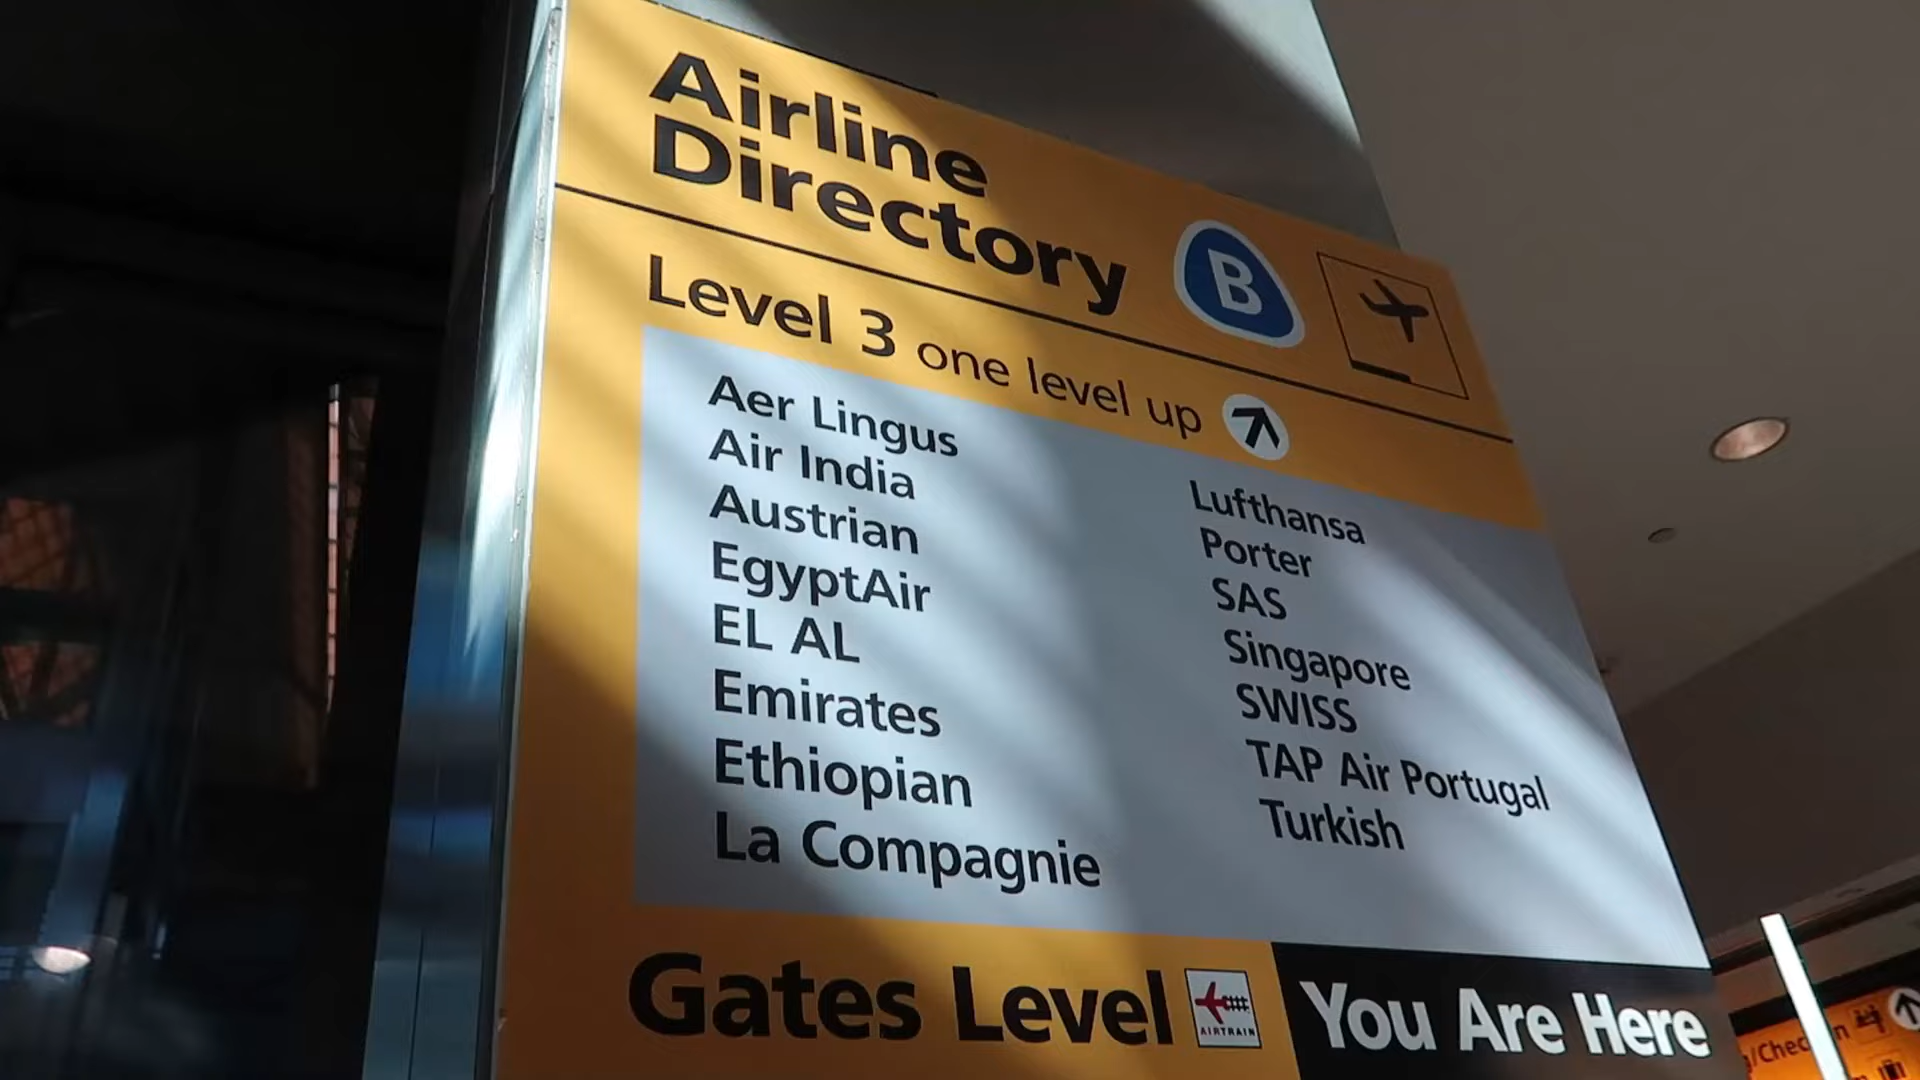 Airline
Directory
B
Level 3 one level up
Aer Lingus
Air India
Austrian
EgyptAir
EL AL
Emirates
Ethiopian
La Compagnie
Lufthansa
Porter
SAS
Singapore
SWISS
TAP Air Portugal
Turkish
Gates Level
AIRTRAIN
You Are Here